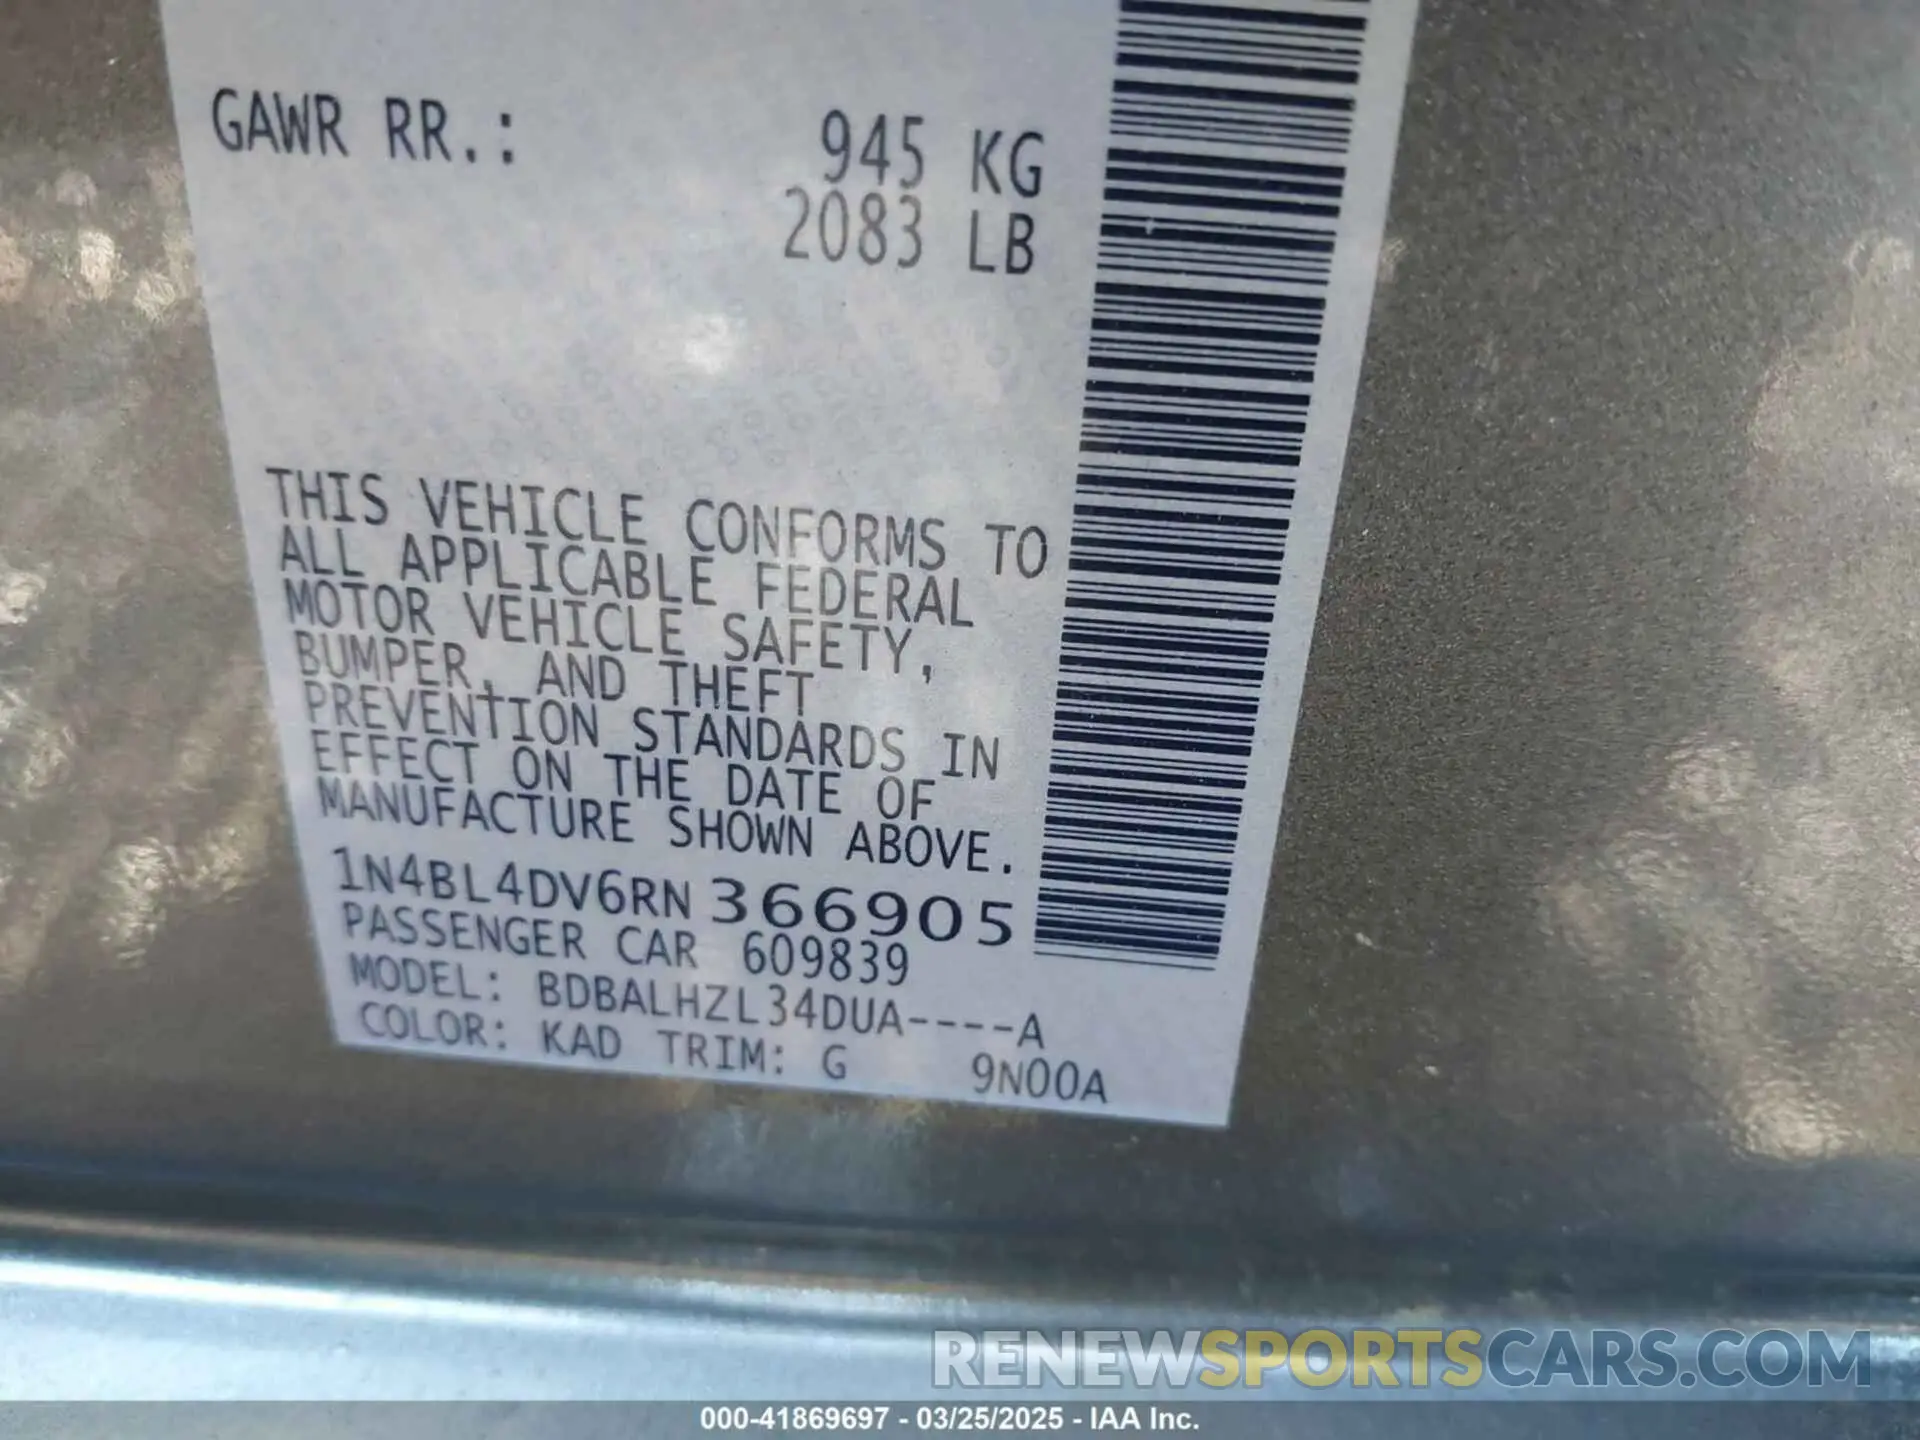 GAWR RR.: 945 KG
2083 LB
THIS VEHICLE CONFORMS TO
ALL APPLICABLE FEDERAL
MOTOR VEHICLE SAFETY,
BUMPER, AND THEFT
PREVENTION STANDARDS IN
EFFECT ON THE DATE OF
MANUFACTURE SHOWN ABOVE.
1N4BL4DV6RN366905
PASSENGER CAR 609839
MODEL: BDBALHZL34DUA----A
COLOR: KAD TRIM: G 9N00A
RENEWSPORTSCARS.COM
000-41869697 - 03/25/2025 - IAA Inc.